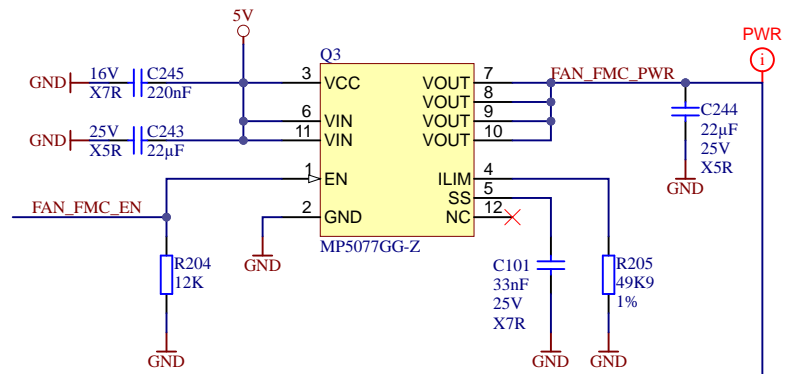 5V
PWR
i
Q3
GND
16V
X7R
C245
220nF
3
VCC
VOUT
7
FAN_FMC_PWR
VOUT
8
6
VIN
VOUT
9
GND
25V
X5R
C243
22µF
11
VIN
VOUT
10
C244
22µF
25V
X5R
GND
1
EN
ILIM
4
SS
5
FAN_FMC_EN
2
GND
NC
12
MP5077GG-Z
GND
R204
12K
GND
C101
33nF
25V
X7R
GND
R205
49K9
1%
GND